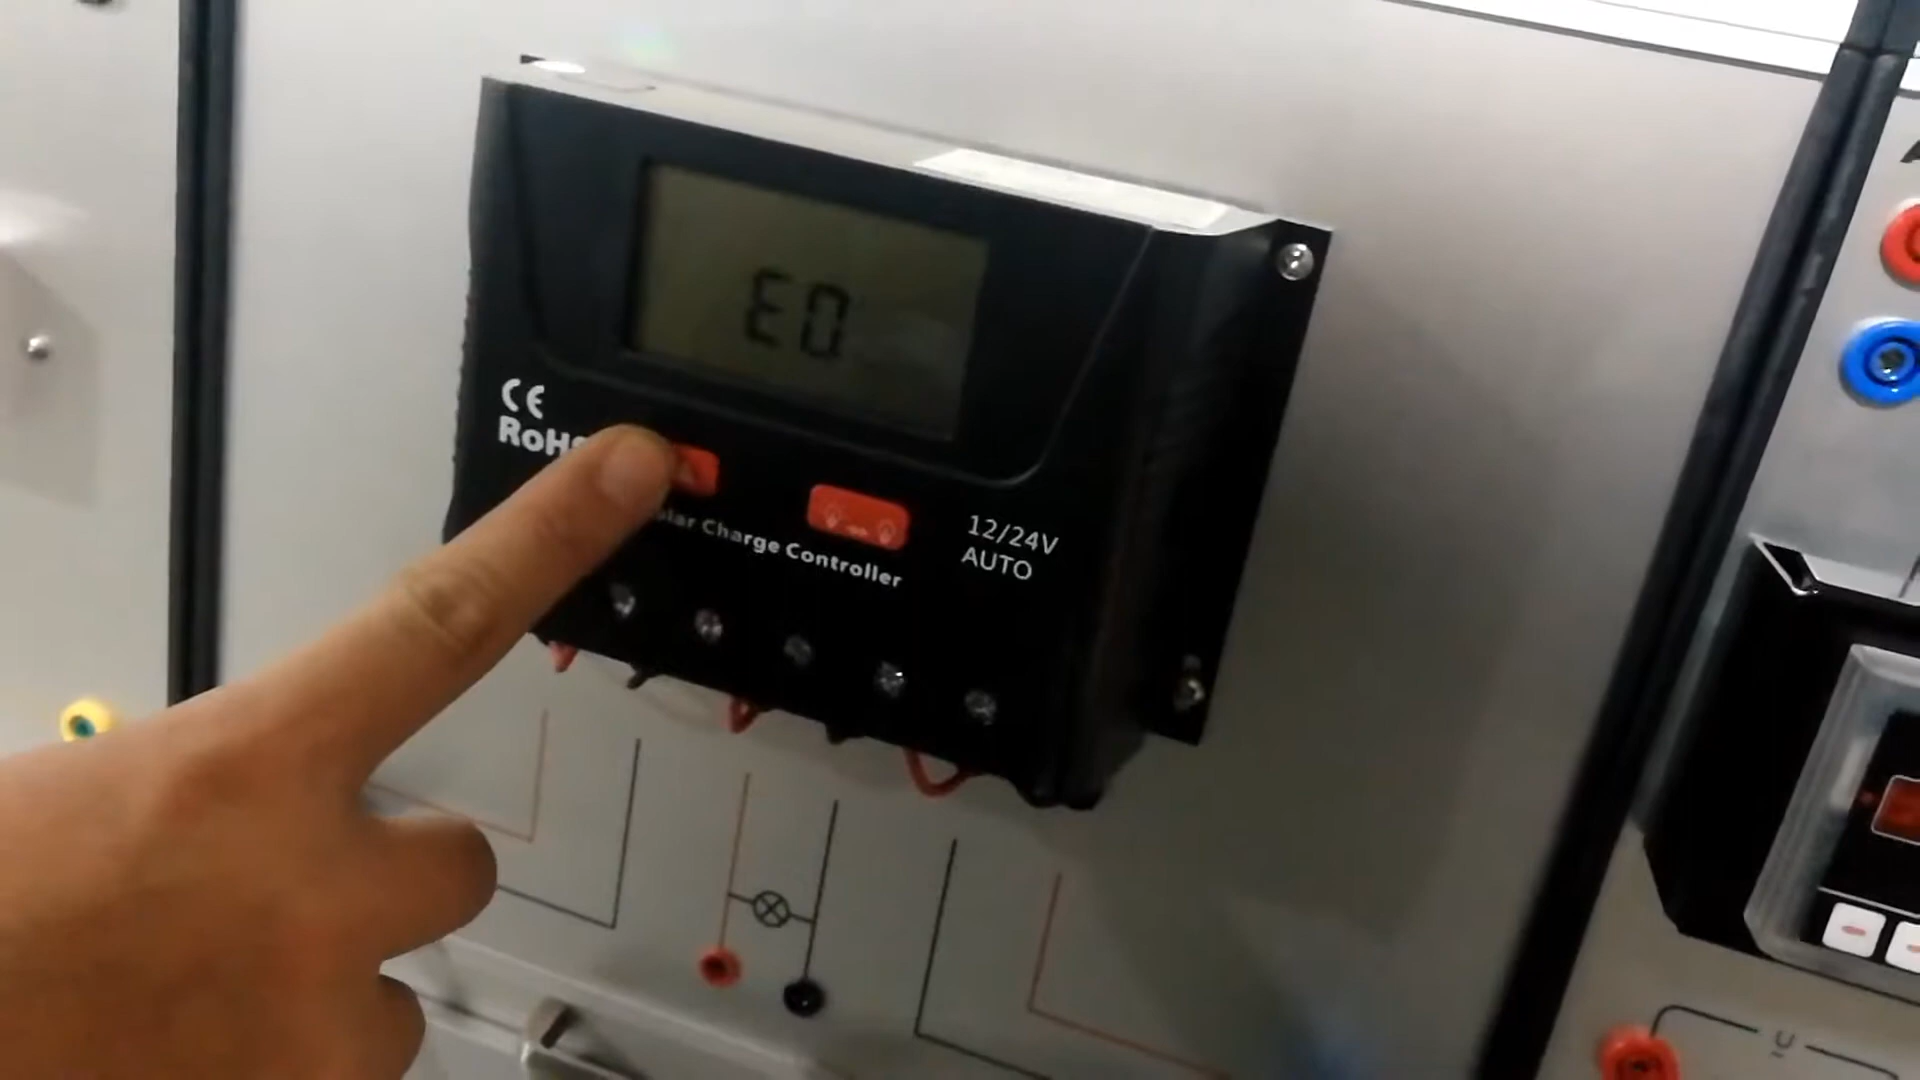 E0
CE
RoH
lar Charge Controller
12/24V
AUTO
U